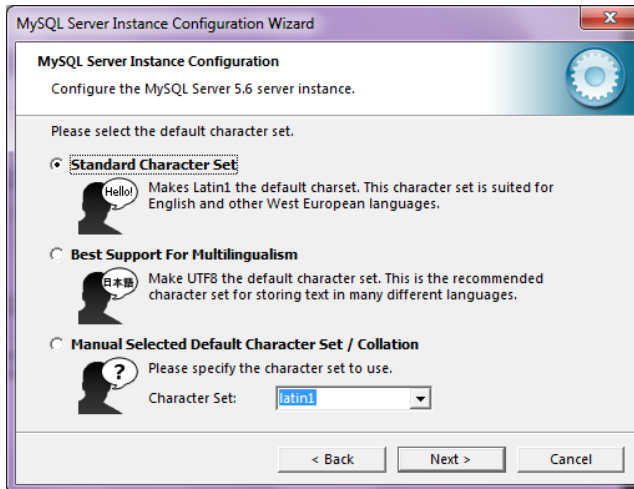 MySQL Server Instance Configuration Wizard
MySQL Server Instance Configuration
Configure the MySQL Server 5.6 server instance.
Please select the default character set.
Standard Character Set
Hello!
Makes Latin1 the default charset. This character set is suited for
English and other West European languages.
Best Support For Multilingualism
日本語
Make UTF8 the default character set. This is the recommended
character set for storing text in many different languages.
Manual Selected Default Character Set / Collation
?
Please specify the character set to use.
Character Set: latin1
< Back Next > Cancel